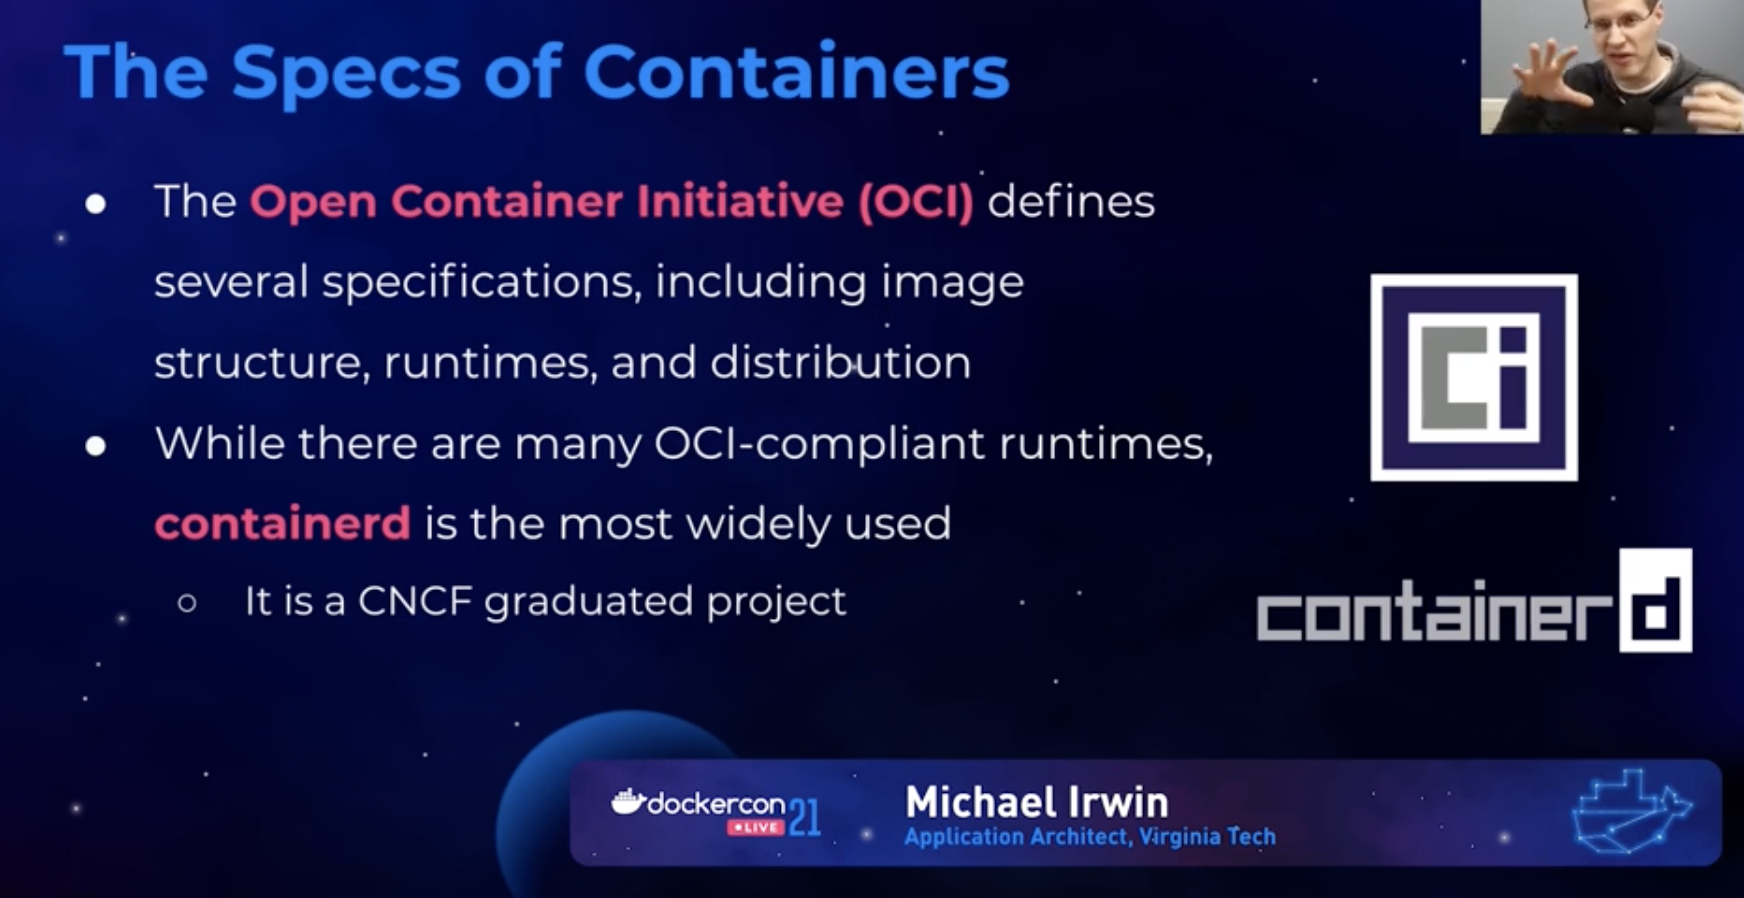 The Specs of Containers
The Open Container Initiative (OCI) defines
several specifications, including image
structure, runtimes, and distribution
While there are many OCI-compliant runtimes,
containerd is the most widely used
It is a CNCF graduated project
Ci
containerd
dockercon
LIVE
21
Michael Irwin
Application Architect, Virginia Tech